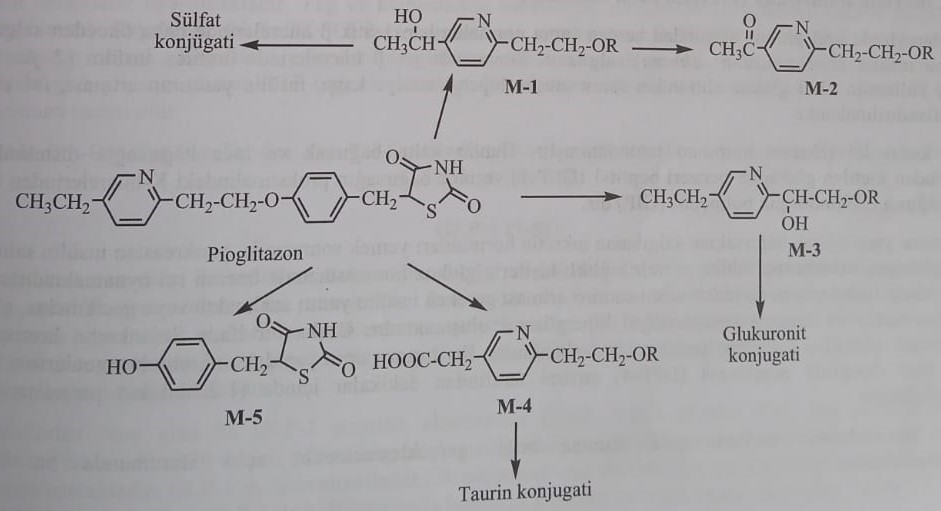 Sülfat
konjügati
HO
CH₃CH
N
CH₂-CH₂-OR
M-1
O
CH₃C
N
CH₂-CH₂-OR
M-2
CH₃CH₂
N
CH₂-CH₂-O
CH₂
O
NH
S
O
Pioglitazon
CH₃CH₂
N
CH-CH₂-OR
OH
M-3
Glukuronit
konjugati
HO
CH₂
O
NH
S
O
M-5
HOOC-CH₂
N
CH₂-CH₂-OR
M-4
Taurin konjugati